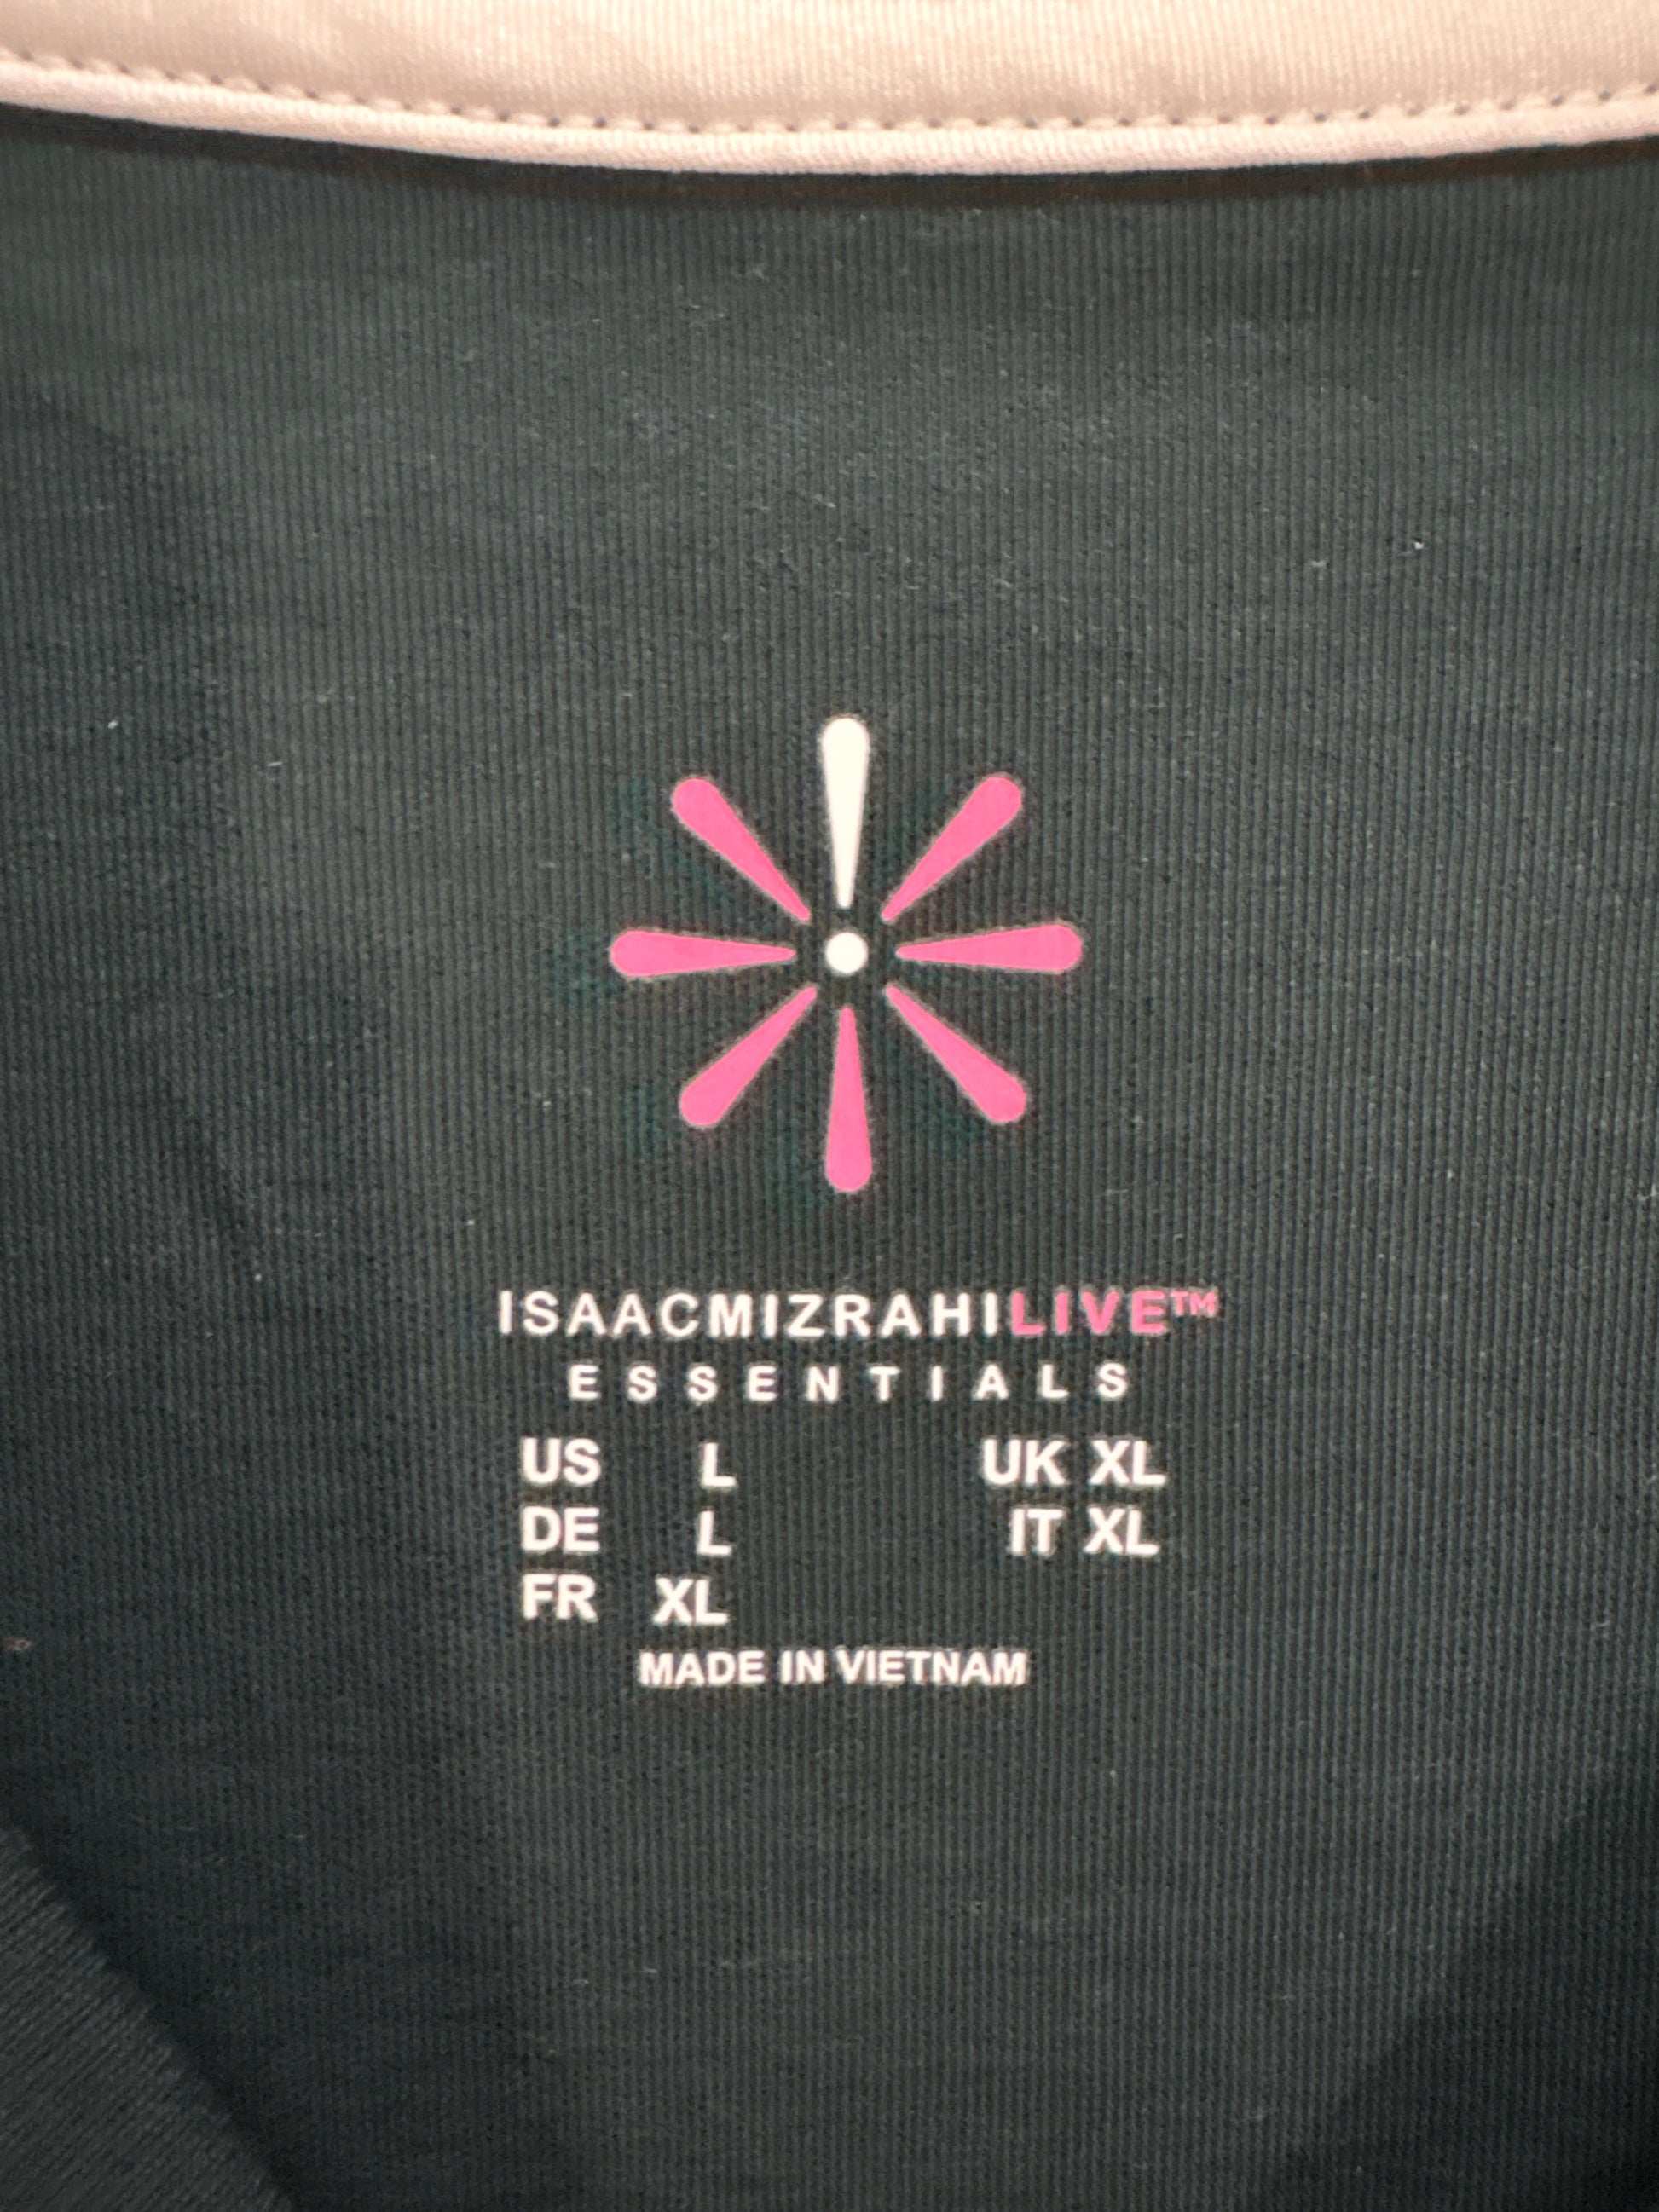 ISAACMIZRAHILIVE™
ESSENTIALS
US L UK XL
DE L IT XL
FR XL
MADE IN VIETNAM